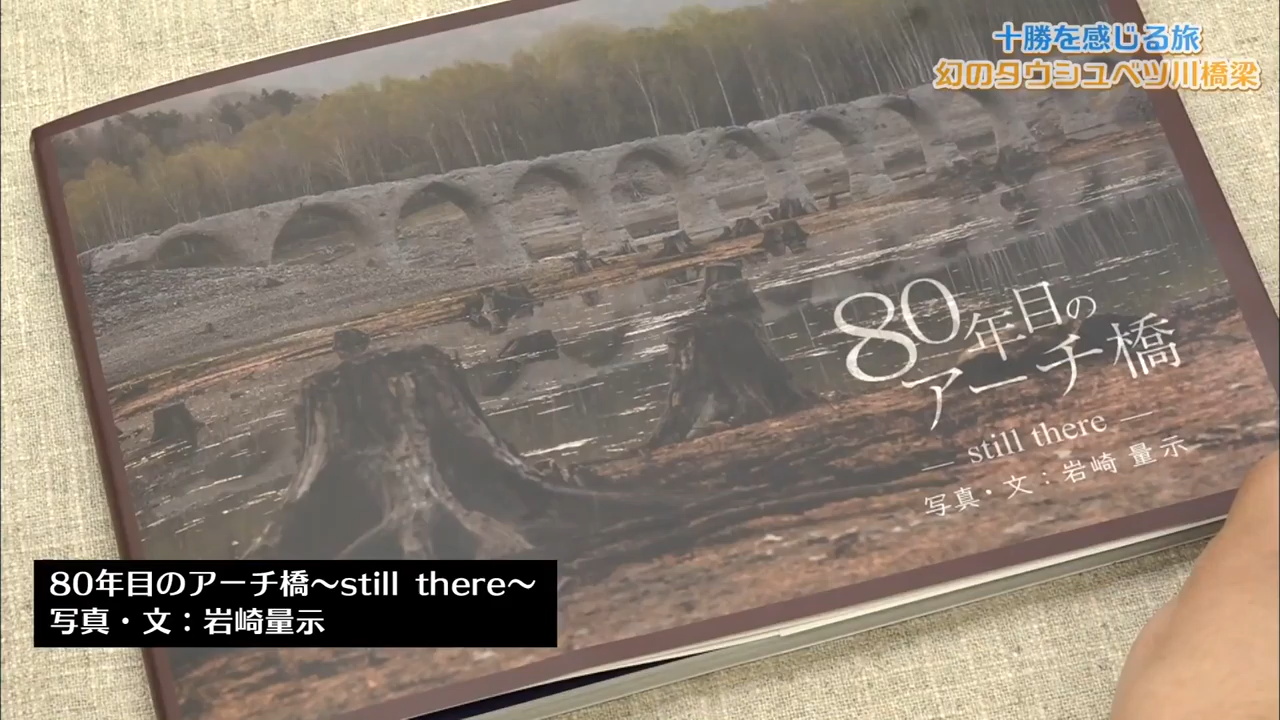 十勝を感じる旅
幻のタウシュベツ川橋梁
80年目の
アーチ橋
— still there —
写真・文：岩崎 量示
80年目のアーチ橋～still there～
写真・文：岩崎量示